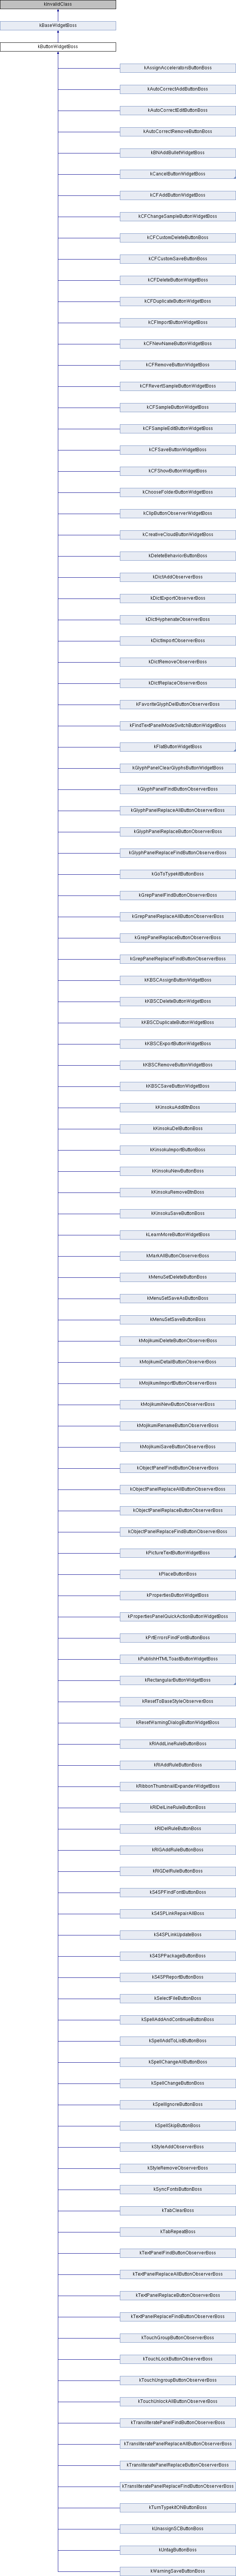 kInvalidClass
kBaseWidgetBoss
kButtonWidgetBoss
kAssignAcceleratorsButtonBoss
kAutoCorrectAddButtonBoss
kAutoCorrectEditButtonBoss
kAutoCorrectRemoveButtonBoss
kBNAddBulletWidgetBoss
kCancelButtonWidgetBoss
kCFAddButtonWidgetBoss
kCFChangeSampleButtonWidgetBoss
kCFCustomDeleteButtonBoss
kCFCustomSaveButtonBoss
kCFDeleteButtonWidgetBoss
kCFDuplicateButtonWidgetBoss
kCFImportButtonWidgetBoss
kCFNewNameButtonWidgetBoss
kCFRemoveButtonWidgetBoss
kCFRevertSampleButtonWidgetBoss
kCFSampleButtonWidgetBoss
kCFSampleEditButtonWidgetBoss
kCFSaveButtonWidgetBoss
kCFShowButtonWidgetBoss
kChooseFolderButtonWidgetBoss
kClipButtonObserverWidgetBoss
kCreativeCloudButtonWidgetBoss
kDeleteBehaviorButtonBoss
kDictAddObserverBoss
kDictExportObserverBoss
kDictHyphenateObserverBoss
kDictImportObserverBoss
kDictRemoveObserverBoss
kDictReplaceObserverBoss
kFavoriteGlyphDelButtonObserverBoss
kFindTextPanelModeSwitchButtonWidgetBoss
kFlatButtonWidgetBoss
kGlyphPanelClearGlyphsButtonWidgetBoss
kGlyphPanelFindButtonObserverBoss
kGlyphPanelReplaceAllButtonObserverBoss
kGlyphPanelReplaceButtonObserverBoss
kGlyphPanelReplaceFindButtonObserverBoss
kGoToTypekitButtonBoss
kGrepPanelFindButtonObserverBoss
kGrepPanelReplaceAllButtonObserverBoss
kGrepPanelReplaceButtonObserverBoss
kGrepPanelReplaceFindButtonObserverBoss
kKBSCAssignButtonWidgetBoss
kKBSCDeleteButtonWidgetBoss
kKBSCDuplicateButtonWidgetBoss
kKBSCExportButtonWidgetBoss
kKBSCRemoveButtonWidgetBoss
kKBSCSaveButtonWidgetBoss
kKinsokuAddBtnBoss
kKinsokuDelButtonBoss
kKinsokuImportButtonBoss
kKinsokuNewButtonBoss
kKinsokuRemoveBtnBoss
kKinsokuSaveButtonBoss
kLearnMoreButtonWidgetBoss
kMarkAllButtonObserverBoss
kMenuSetDeleteButtonBoss
kMenuSetSaveAsButtonBoss
kMenuSetSaveButtonBoss
kMojikumiDeleteButtonObserverBoss
kMojikumiDetailButtonObserverBoss
kMojikumiImportButtonObserverBoss
kMojikumiNewButtonObserverBoss
kMojikumiRenameButtonObserverBoss
kMojikumiSaveButtonObserverBoss
kObjectPanelFindButtonObserverBoss
kObjectPanelReplaceAllButtonObserverBoss
kObjectPanelReplaceButtonObserverBoss
kObjectPanelReplaceFindButtonObserverBoss
kPictureTextButtonWidgetBoss
kPlaceButtonBoss
kPropertiesButtonWidgetBoss
kPropertiesPanelQuickActionButtonWidgetBoss
kPrtErrorsFindFontButtonBoss
kPublishHTMLToastButtonWidgetBoss
kRectangularButtonWidgetBoss
kResetToBaseStyleObserverBoss
kResetWarningDialogButtonWidgetBoss
kRIAddLineRuleButtonBoss
kRIAddRuleButtonBoss
kRibbonThumbnailExpanderWidgetBoss
kRIDelLineRuleButtonBoss
kRIDelRuleButtonBoss
kRIGAddRuleButtonBoss
kRIGDelRuleButtonBoss
kS4SPFindFontButtonBoss
kS4SPLinkRepairAllBoss
kS4SPLinkUpdateBoss
kS4SPPackageButtonBoss
kS4SPReportButtonBoss
kSelectFileButtonBoss
kSpellAddAndContinueButtonBoss
kSpellAddToListButtonBoss
kSpellChangeAllButtonBoss
kSpellChangeButtonBoss
kSpellIgnoreButtonBoss
kSpellSkipButtonBoss
kStyleAddObserverBoss
kStyleRemoveObserverBoss
kSyncFontsButtonBoss
kTabClearBoss
kTabRepeatBoss
kTextPanelFindButtonObserverBoss
kTextPanelReplaceAllButtonObserverBoss
kTextPanelReplaceButtonObserverBoss
kTextPanelReplaceFindButtonObserverBoss
kTouchGroupButtonObserverBoss
kTouchLockButtonObserverBoss
kTouchUngroupButtonObserverBoss
kTouchUnlockAllButtonObserverBoss
kTransliteratePanelFindButtonObserverBoss
kTransliteratePanelReplaceAllButtonObserverBoss
kTransliteratePanelReplaceButtonObserverBoss
kTransliteratePanelReplaceFindButtonObserverBoss
kTurnTypekitONButtonBoss
kUnassignSCButtonBoss
kUntagButtonBoss
kWarningSaveButtonBoss